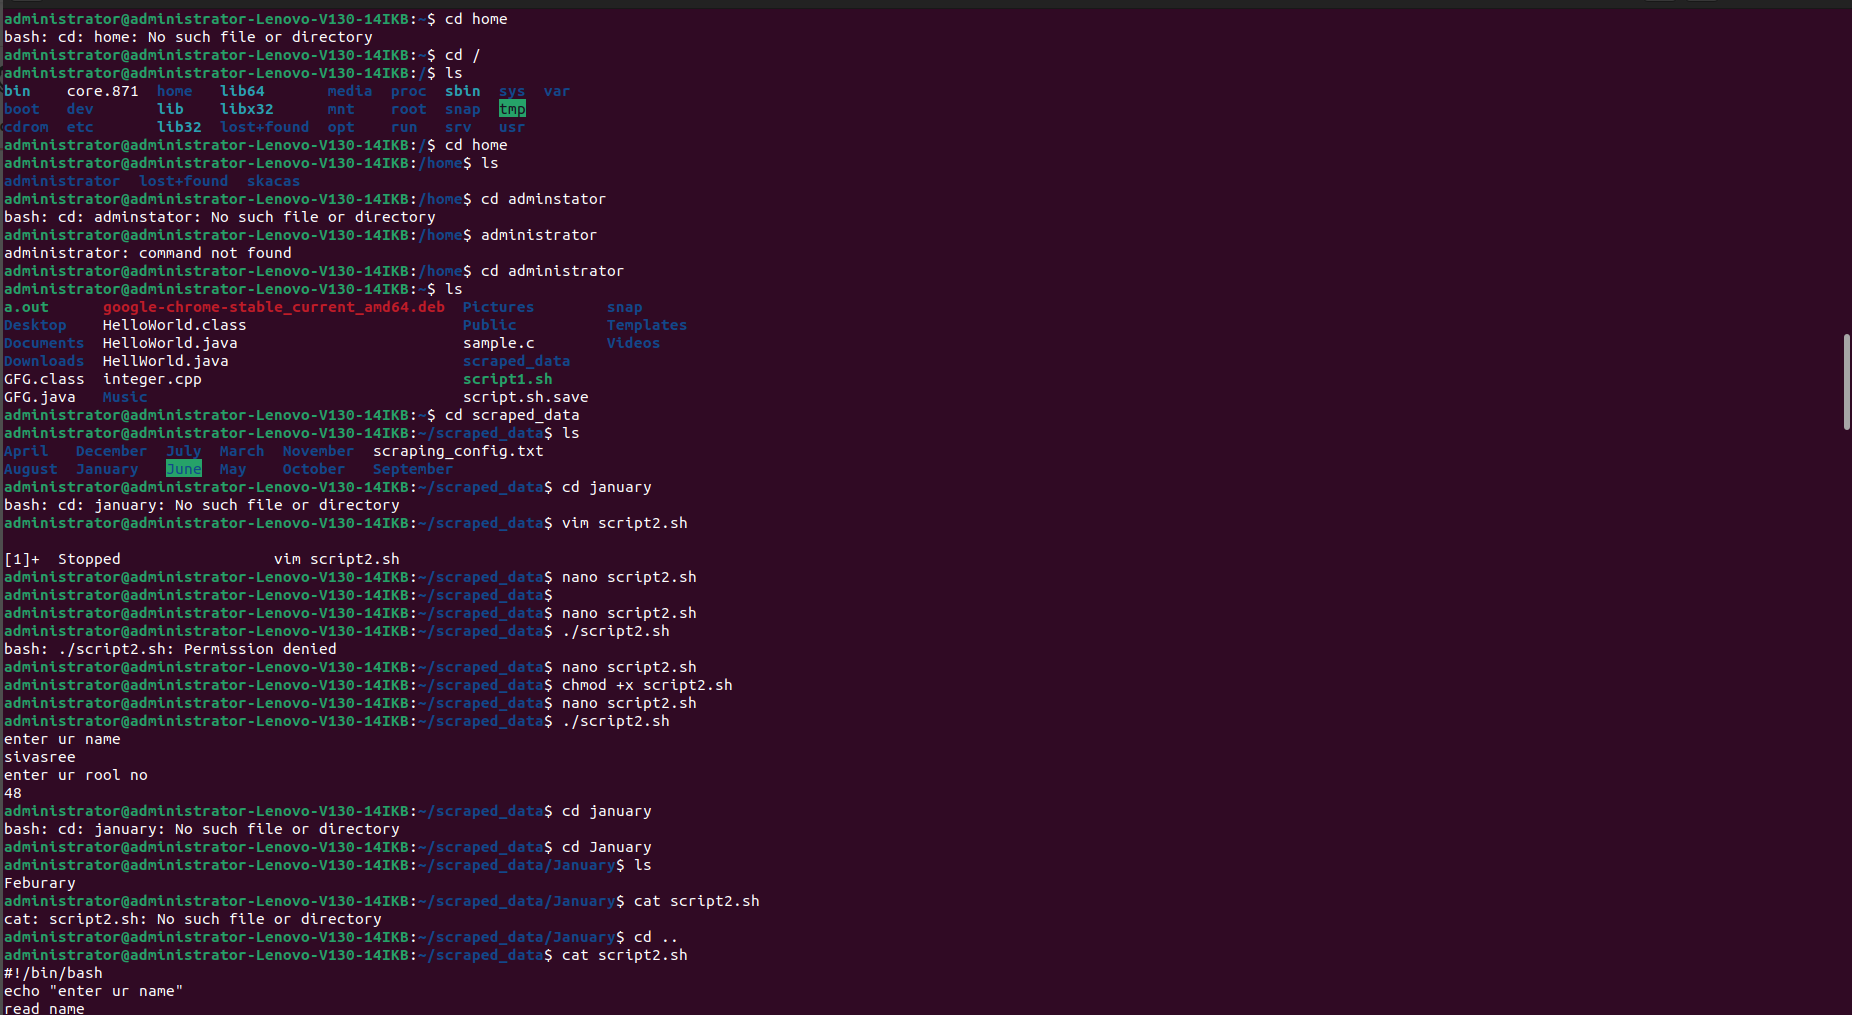 administrator@administrator-Lenovo-V130-14IKB:~$ cd home
bash: cd: home: No such file or directory
administrator@administrator-Lenovo-V130-14IKB:~$ cd /
administrator@administrator-Lenovo-V130-14IKB:/$ ls
bin    core.871  home   lib64       media  proc  sbin  sys  var
boot   dev       lib    libx32      mnt    root  snap  tmp
cdrom  etc       lib32  lost+found  opt    run   srv   usr
administrator@administrator-Lenovo-V130-14IKB:/$ cd home
administrator@administrator-Lenovo-V130-14IKB:/home$ ls
administrator  lost+found  skacas
administrator@administrator-Lenovo-V130-14IKB:/home$ cd adminstator
bash: cd: adminstator: No such file or directory
administrator@administrator-Lenovo-V130-14IKB:/home$ administrator
administrator: command not found
administrator@administrator-Lenovo-V130-14IKB:/home$ cd administrator
administrator@administrator-Lenovo-V130-14IKB:~$ ls
a.out      google-chrome-stable_current_amd64.deb  Pictures        snap
Desktop    HelloWorld.class                        Public          Templates
Documents  HelloWorld.java                         sample.c        Videos
Downloads  HellWorld.java                          scraped_data
GFG.class  integer.cpp                             script1.sh
GFG.java   Music                                   script.sh.save
administrator@administrator-Lenovo-V130-14IKB:~$ cd scraped_data
administrator@administrator-Lenovo-V130-14IKB:~/scraped_data$ ls
April   December  July  March  November  scraping_config.txt
August  January   June  May    October   September
administrator@administrator-Lenovo-V130-14IKB:~/scraped_data$ cd january
bash: cd: january: No such file or directory
administrator@administrator-Lenovo-V130-14IKB:~/scraped_data$ vim script2.sh
[1]+  Stopped                 vim script2.sh
administrator@administrator-Lenovo-V130-14IKB:~/scraped_data$ nano script2.sh
administrator@administrator-Lenovo-V130-14IKB:~/scraped_data$
administrator@administrator-Lenovo-V130-14IKB:~/scraped_data$ nano script2.sh
administrator@administrator-Lenovo-V130-14IKB:~/scraped_data$ ./script2.sh
bash: ./script2.sh: Permission denied
administrator@administrator-Lenovo-V130-14IKB:~/scraped_data$ nano script2.sh
administrator@administrator-Lenovo-V130-14IKB:~/scraped_data$ chmod +x script2.sh
administrator@administrator-Lenovo-V130-14IKB:~/scraped_data$ nano script2.sh
administrator@administrator-Lenovo-V130-14IKB:~/scraped_data$ ./script2.sh
enter ur name
sivasree
enter ur rool no
48
administrator@administrator-Lenovo-V130-14IKB:~/scraped_data$ cd january
bash: cd: january: No such file or directory
administrator@administrator-Lenovo-V130-14IKB:~/scraped_data$ cd January
administrator@administrator-Lenovo-V130-14IKB:~/scraped_data/January$ ls
Feburary
administrator@administrator-Lenovo-V130-14IKB:~/scraped_data/January$ cat script2.sh
cat: script2.sh: No such file or directory
administrator@administrator-Lenovo-V130-14IKB:~/scraped_data/January$ cd ..
administrator@administrator-Lenovo-V130-14IKB:~/scraped_data$ cat script2.sh
#!/bin/bash
echo "enter ur name"
read name